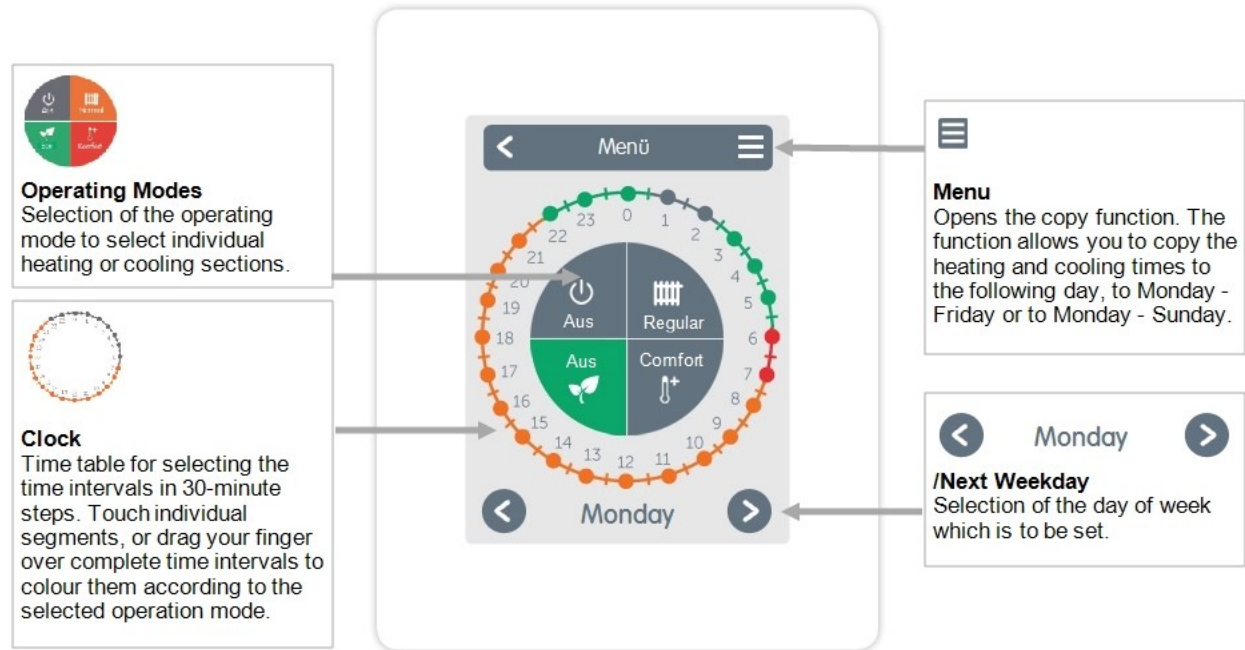 Aus
Normal
Eco
Komfort
Operating Modes
Selection of the operating
mode to select individual
heating or cooling sections.
Clock
Time table for selecting the
time intervals in 30-minute
steps. Touch individual
segments, or drag your finger
over complete time intervals to
colour them according to the
selected operation mode.
Menü
0
1
2
3
4
5
6
7
8
9
10
11
12
13
14
15
16
17
18
19
20
21
22
23
Aus
Regular
Aus
Comfort
Monday
Menu
Opens the copy function. The
function allows you to copy the
heating and cooling times to
the following day, to Monday -
Friday or to Monday - Sunday.
Monday
/Next Weekday
Selection of the day of week
which is to be set.